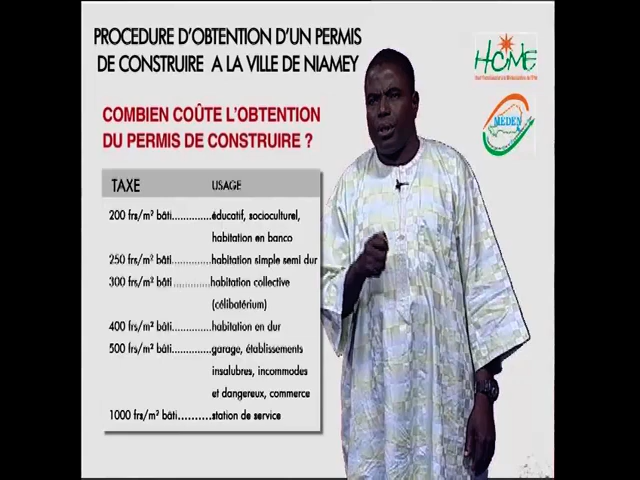 PROCEDURE D'OBTENTION D'UN PERMIS
DE CONSTRUIRE A LA VILLE DE NIAMEY
COMBIEN COÛTE L'OBTENTION
DU PERMIS DE CONSTRUIRE ?
TAXE USAGE
200 frs/m² bâti..............éducatif, socioculturel,
habitation en banco
250 frs/m² bâti..............habitation simple semi dur
300 frs/m² bâti..............habitation collective
(célibatérium)
400 frs/m² bâti..............habitation en dur
500 frs/m² bâti..............garage, établissements
insalubres, incommodes
et dangereux, commerce
1000 frs/m² bâti..........station de service
HCME
MEDEN